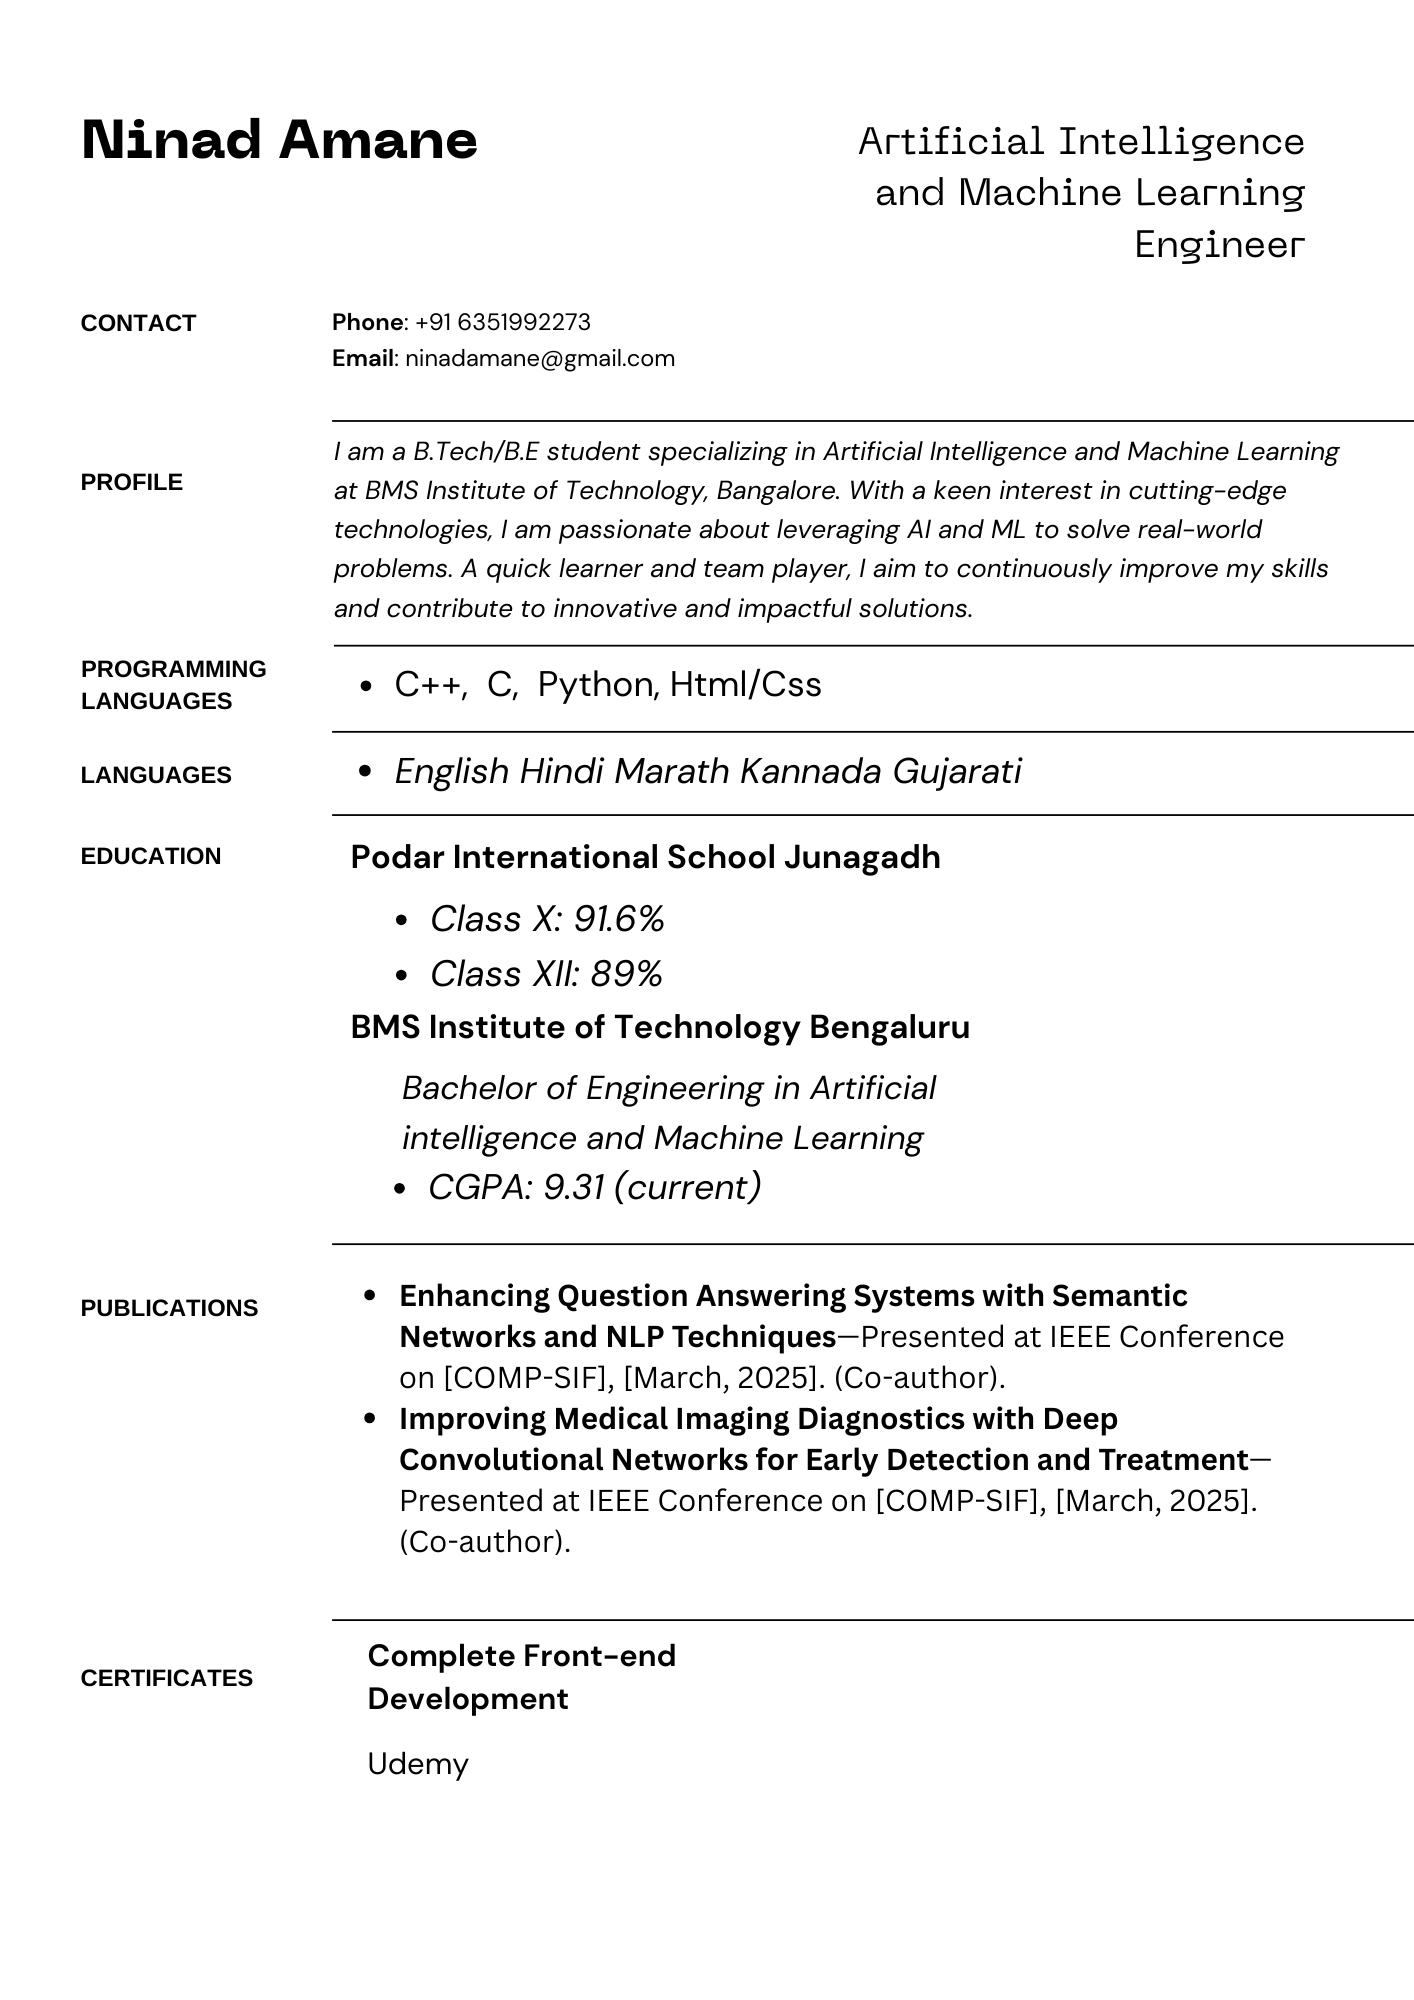 Ninad Amane
Artificial Intelligence
and Machine Learning
Engineer
CONTACT
Phone: +91 6351992273
Email: ninadamane@gmail.com
PROFILE
I am a B.Tech/B.E student specializing in Artificial Intelligence and Machine Learning
at BMS Institute of Technology, Bangalore. With a keen interest in cutting-edge
technologies, I am passionate about leveraging AI and ML to solve real-world
problems. A quick learner and team player, I aim to continuously improve my skills
and contribute to innovative and impactful solutions.
PROGRAMMING
LANGUAGES
• C++,  C,  Python, Html/Css
LANGUAGES
• English Hindi Marath Kannada Gujarati
EDUCATION
Podar International School Junagadh
• Class X: 91.6%
• Class XII: 89%
BMS Institute of Technology Bengaluru
Bachelor of Engineering in Artificial
intelligence and Machine Learning
• CGPA: 9.31 (current)
PUBLICATIONS
• Enhancing Question Answering Systems with Semantic
Networks and NLP Techniques—Presented at IEEE Conference
on [COMP-SIF], [March, 2025]. (Co-author).
• Improving Medical Imaging Diagnostics with Deep
Convolutional Networks for Early Detection and Treatment—
Presented at IEEE Conference on [COMP-SIF], [March, 2025].
(Co-author).
CERTIFICATES
Complete Front-end
Development
Udemy